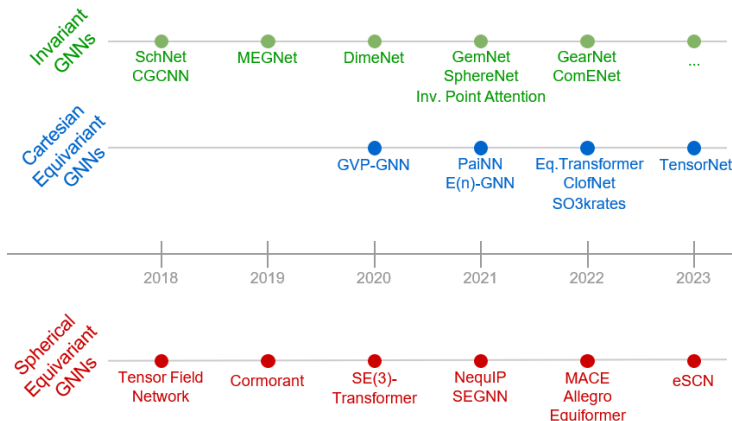 Invariant
GNNs
SchNet
CGCNN
MEGNet
DimeNet
GemNet
SphereNet
Inv. Point Attention
GearNet
ComENet
...
Cartesian
Equivariant
GNNs
GVP-GNN
PaiNN
E(n)-GNN
Eq.Transformer
ClofNet
SO3krates
TensorNet
2018
2019
2020
2021
2022
2023
Spherical
Equivariant
GNNs
Tensor Field
Network
Cormorant
SE(3)-
Transformer
NequIP
SEGNN
MACE
Allegro
Equiformer
eSCN